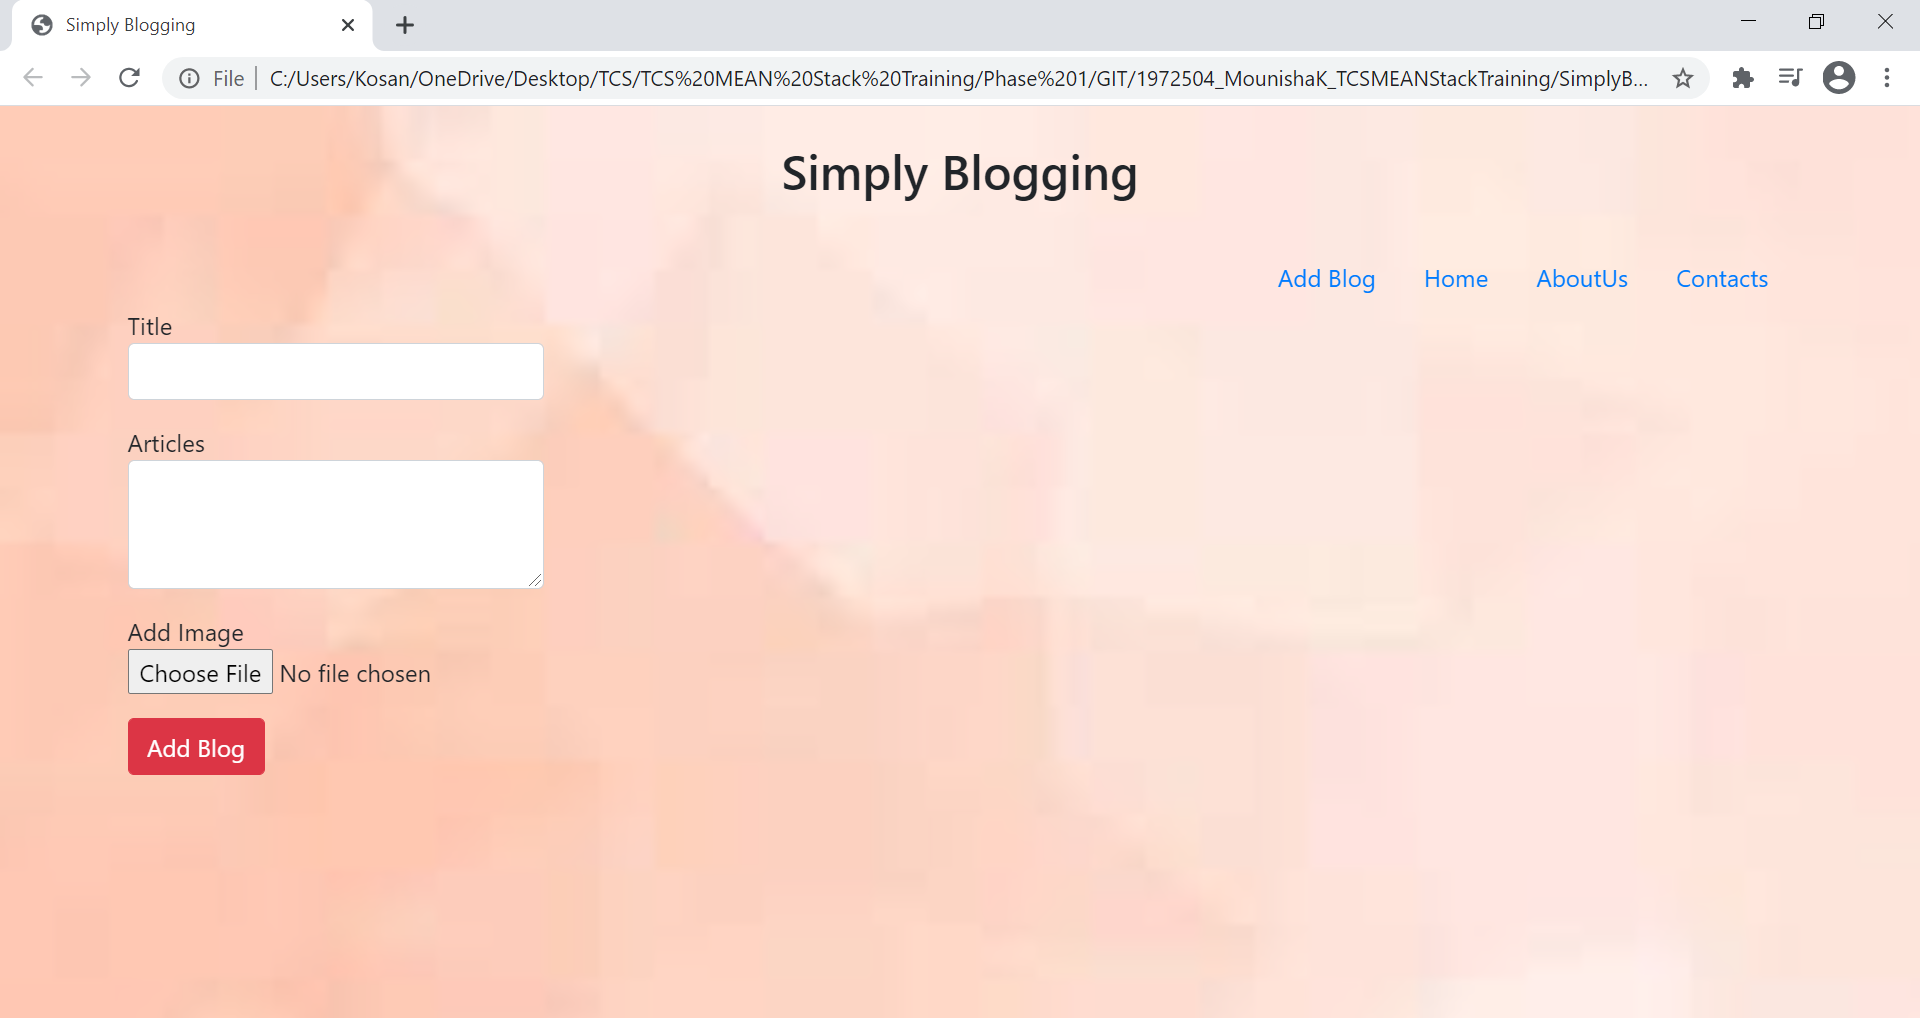 Simply Blogging
File C:/Users/Kosan/OneDrive/Desktop/TCS/TCS%20MEAN%20Stack%20Training/Phase%201/GIT/1972504_MounishaK_TCSMEANStackTraining/SimplyB...
Simply Blogging
Add Blog Home AboutUs Contacts
Title
Articles
Add Image
Choose File No file chosen
Add Blog